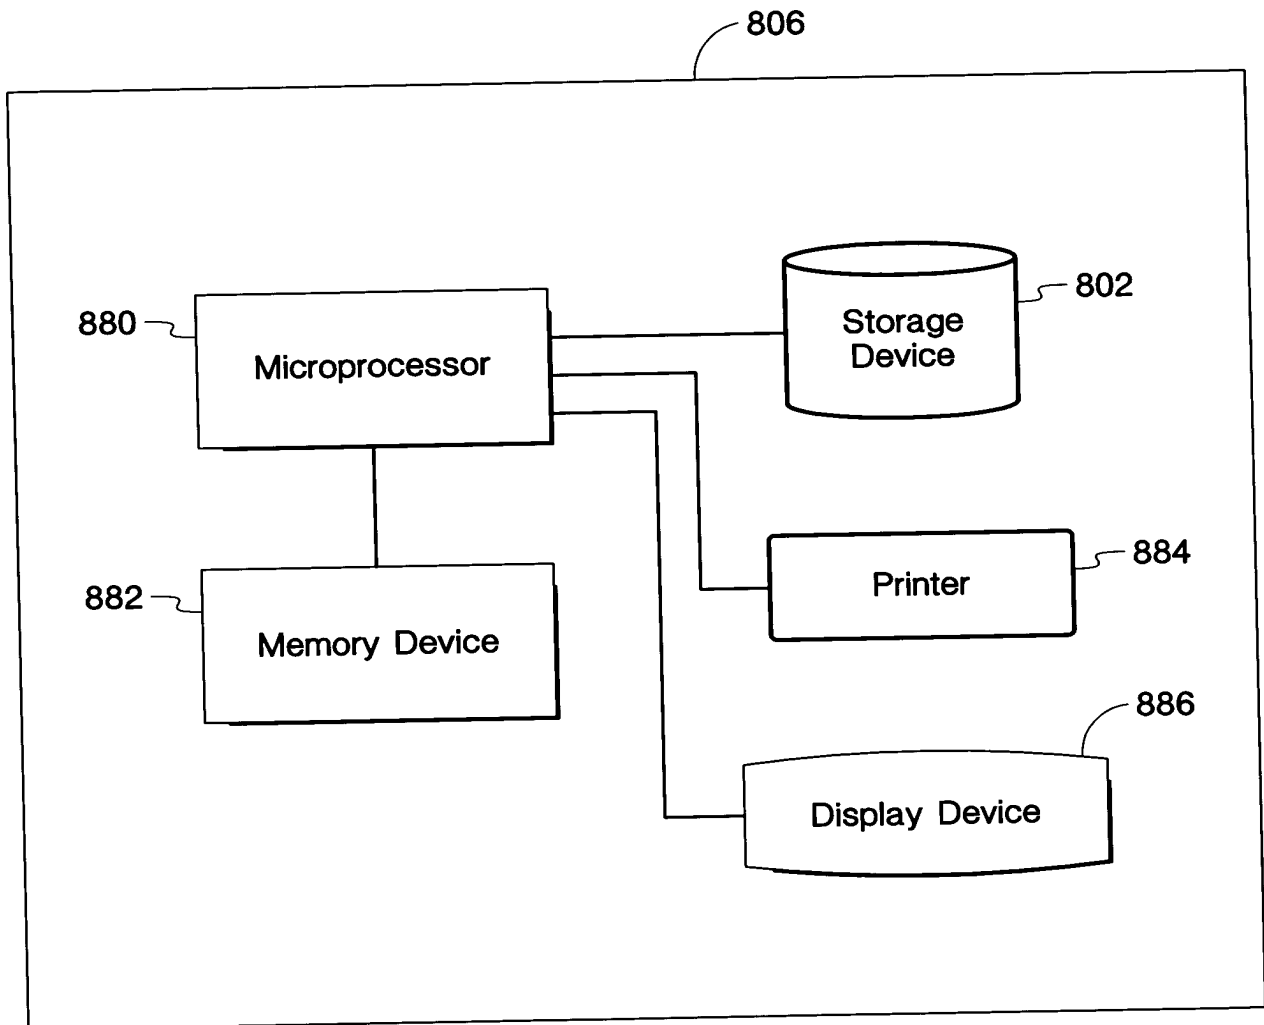 806
880
Microprocessor
Storage
Device
802
882
Memory Device
Printer
884
886
Display Device